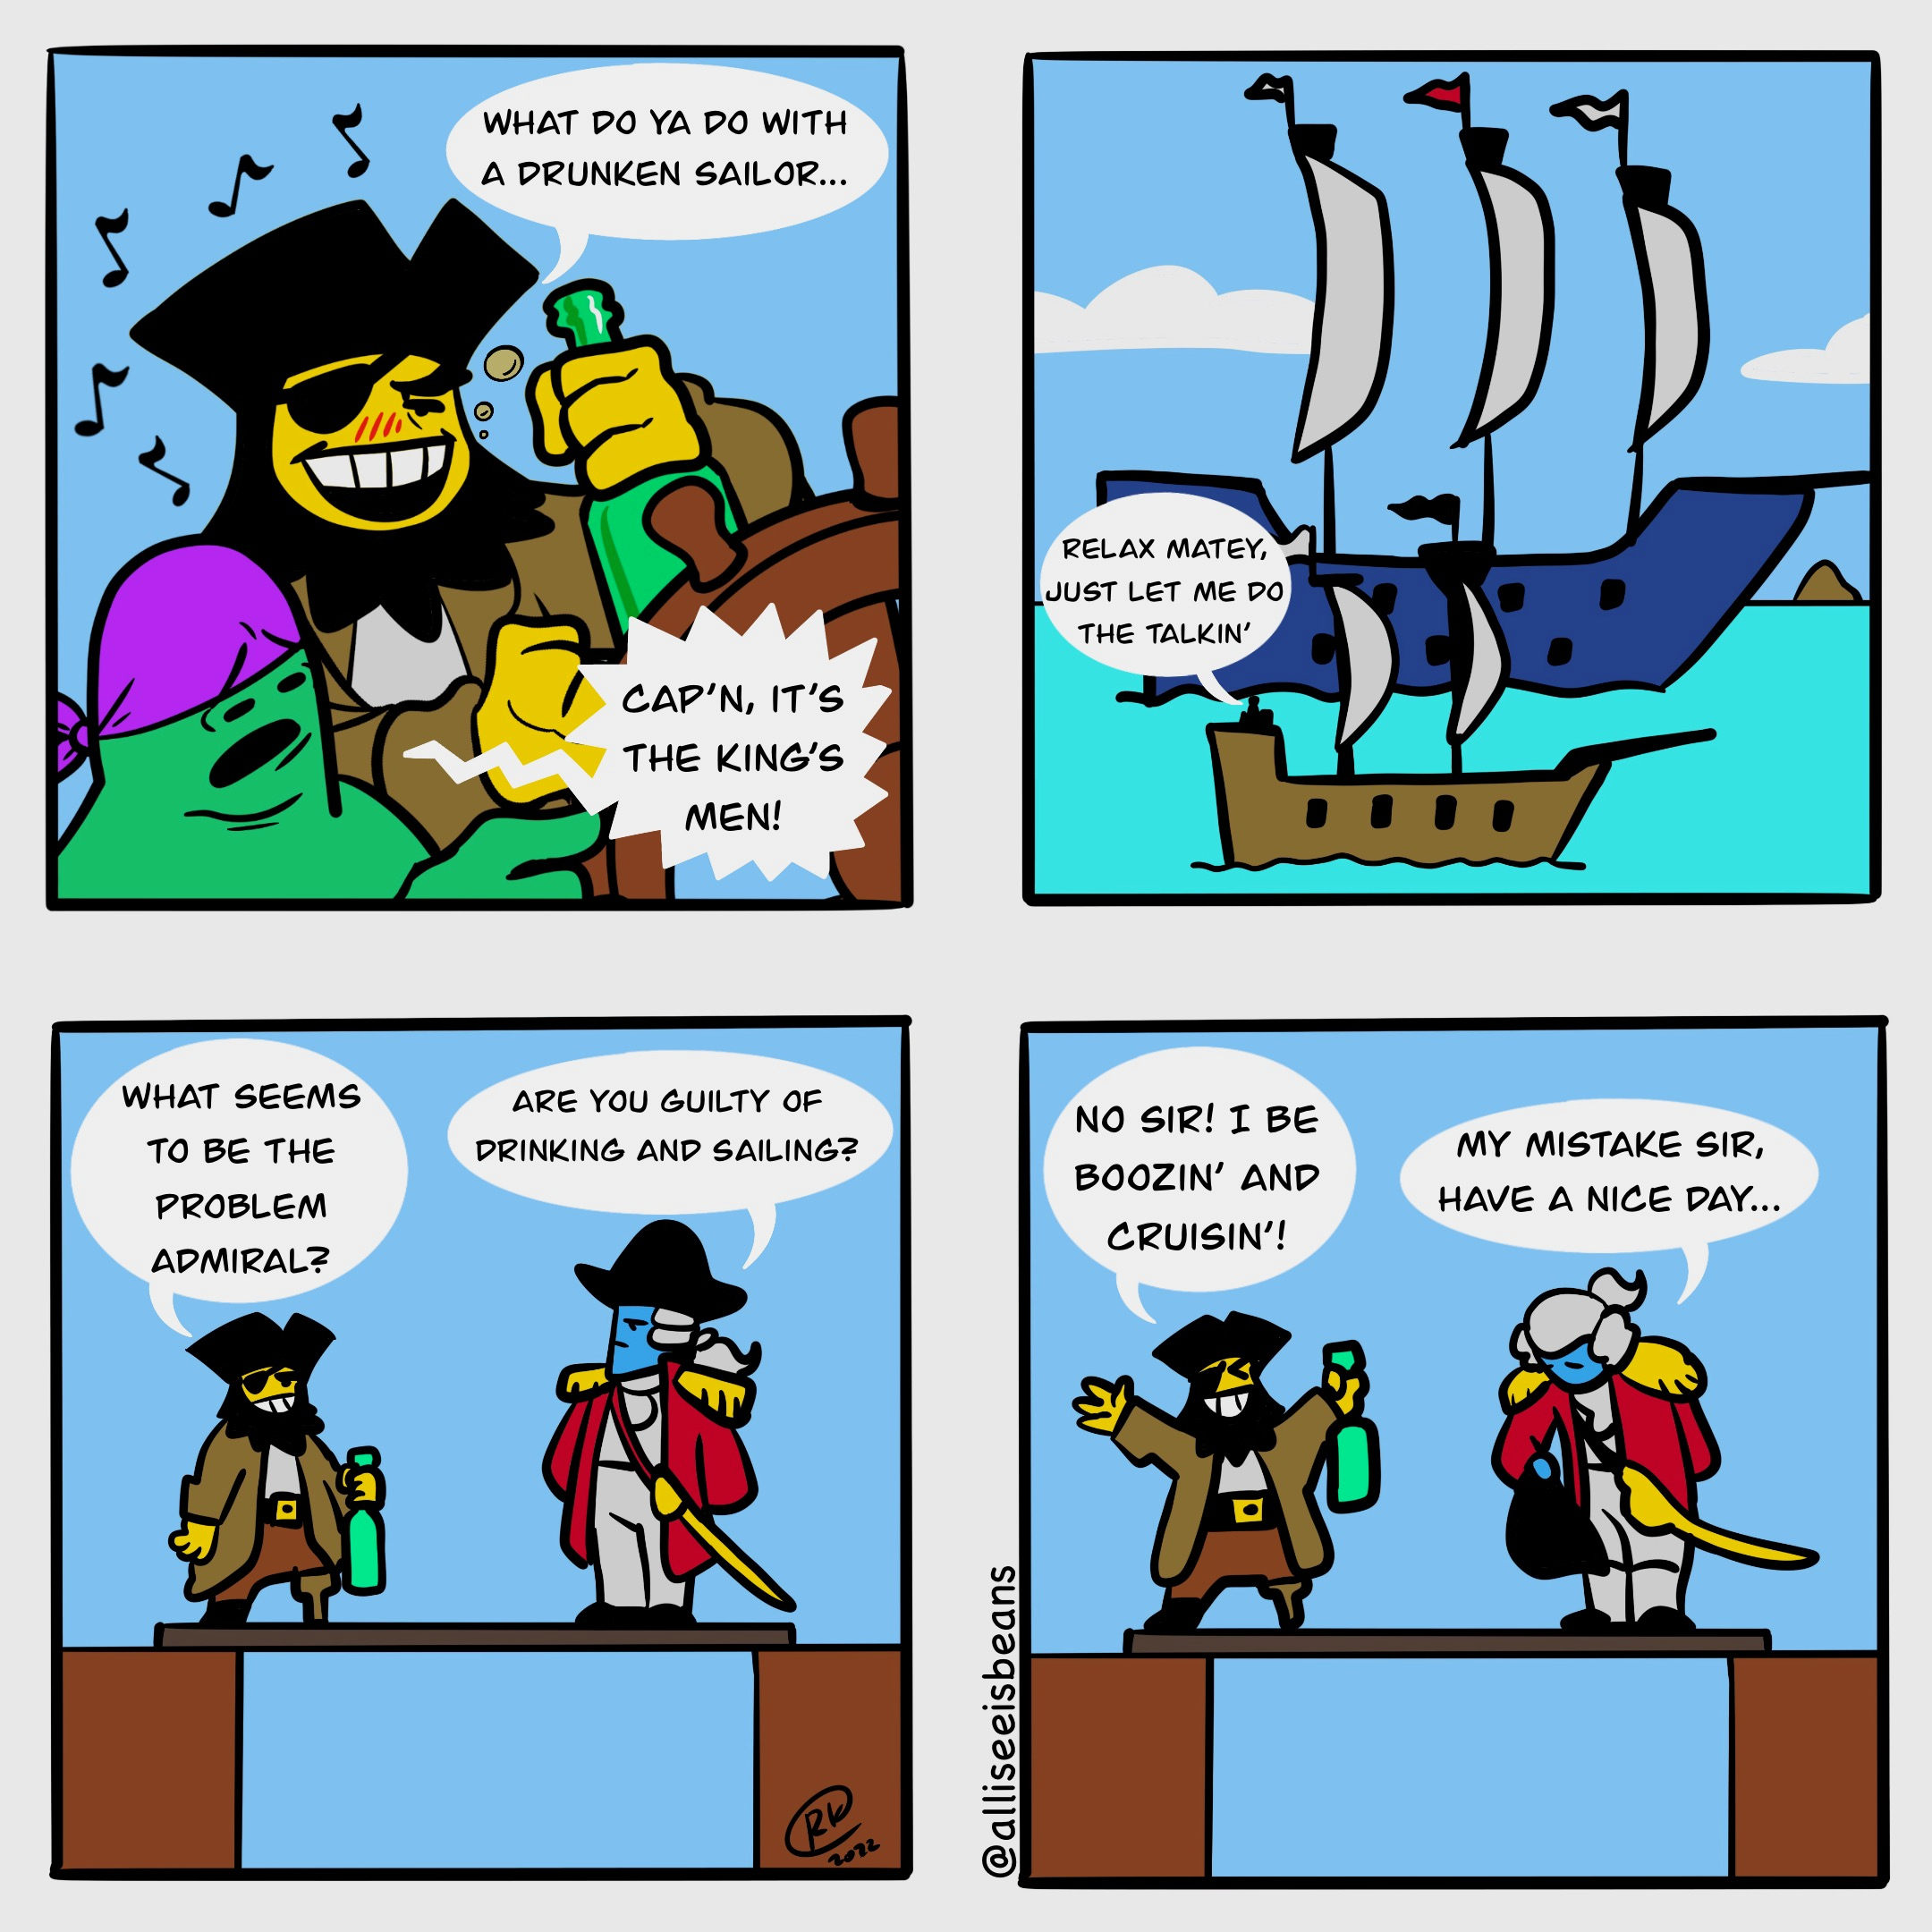 WHAT DO YA DO WITH
A DRUNKEN SAILOR...
CAP'N, IT'S
THE KING'S
MEN!
RELAX MATEY,
JUST LET ME DO
THE TALKIN'
WHAT SEEMS
TO BE THE
PROBLEM
ADMIRAL?
ARE YOU GUILTY OF
DRINKING AND SAILING?
RK
2022
NO SIR! I BE
BOOZIN' AND
CRUISIN'!
MY MISTAKE SIR,
HAVE A NICE DAY...
@alliseeisbeans